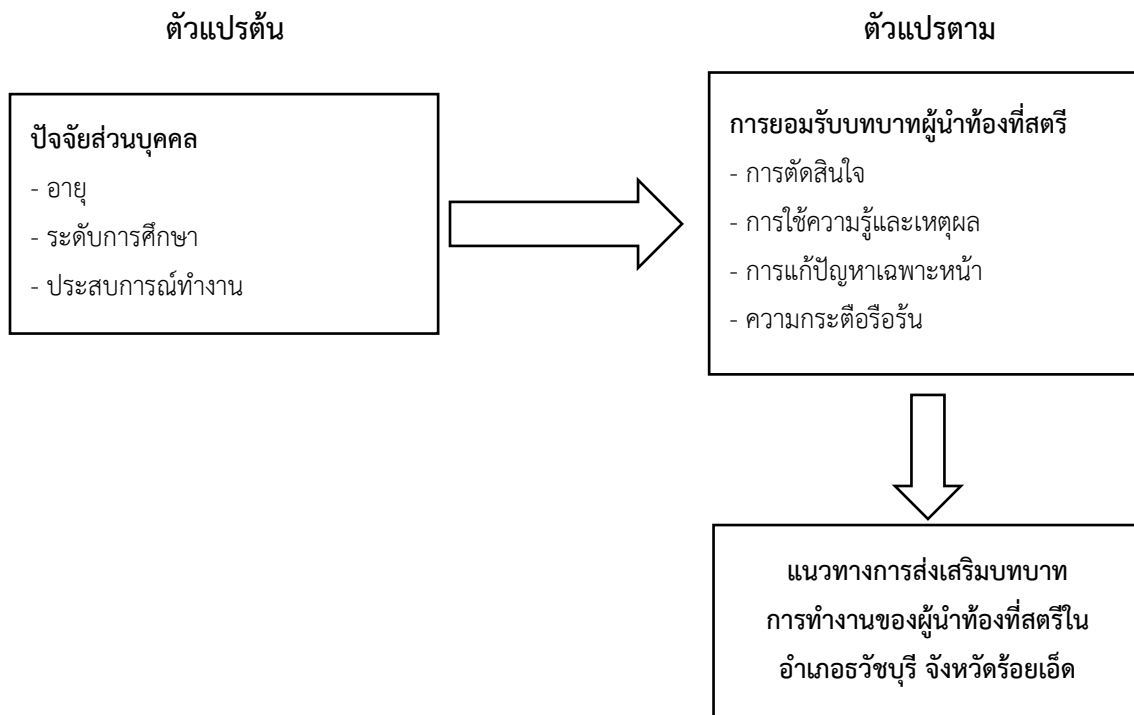 ตัวแปรต้น
ตัวแปรตาม
ปัจจัยส่วนบุคคล
- อายุ
- ระดับการศึกษา
- ประสบการณ์ทำงาน
การยอมรับบทบาทผู้นำท้องที่สตรี
- การตัดสินใจ
- การใช้ความรู้และเหตุผล
- การแก้ปัญหาเฉพาะหน้า
- ความกระตือรือร้น
แนวทางการส่งเสริมบทบาท
การทำงานของผู้นำท้องที่สตรีใน
อำเภอธวัชบุรี จังหวัดร้อยเอ็ด